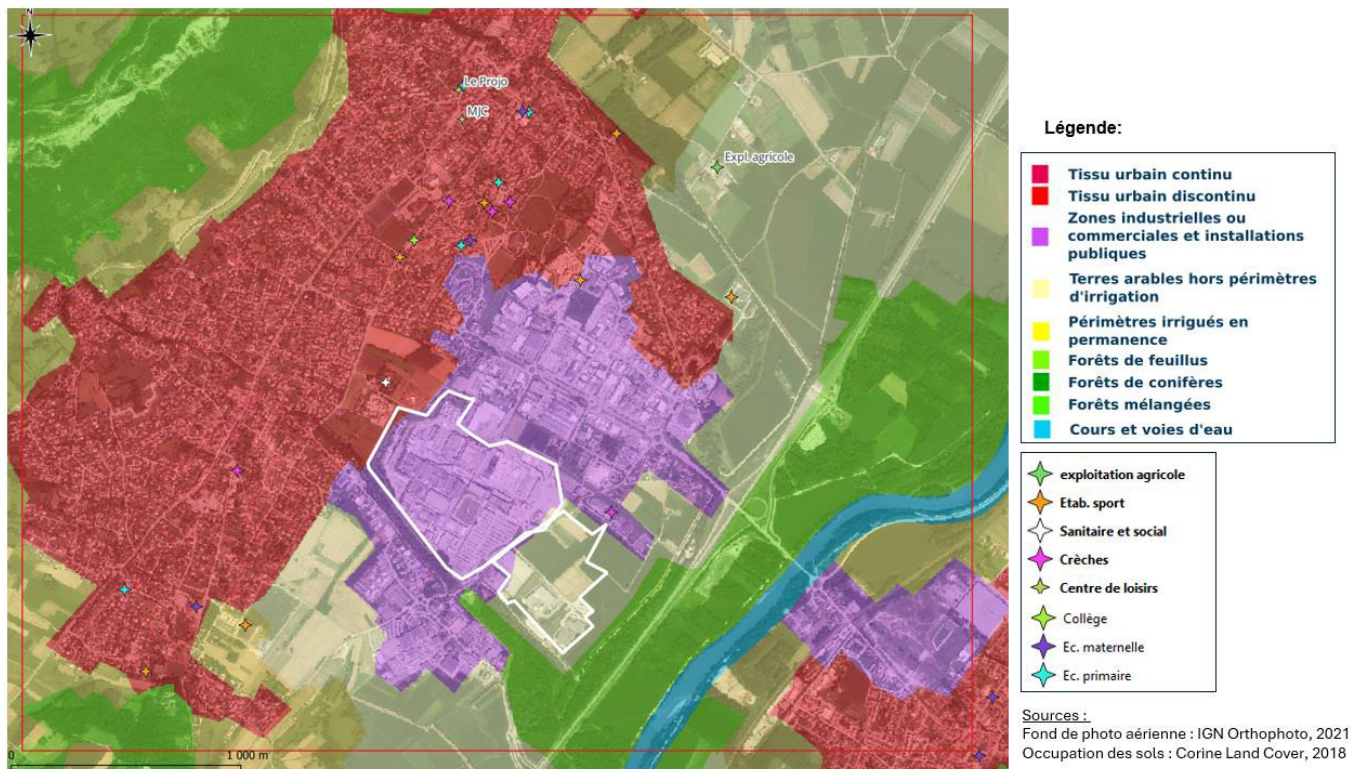 N
Le Projo
MJC
Expl. agricole
0
1 000 m
Légende:
Tissu urbain continu
Tissu urbain discontinu
Zones industrielles ou
commerciales et installations
publiques
Terres arables hors périmètres
d'irrigation
Périmètres irrigués en
permanence
Forêts de feuillus
Forêts de conifères
Forêts mélangées
Cours et voies d'eau
exploitation agricole
Etab. sport
Sanitaire et social
Crèches
Centre de loisirs
Collège
Ec. maternelle
Ec. primaire
Sources :
Fond de photo aérienne : IGN Orthophoto, 2021
Occupation des sols : Corine Land Cover, 2018